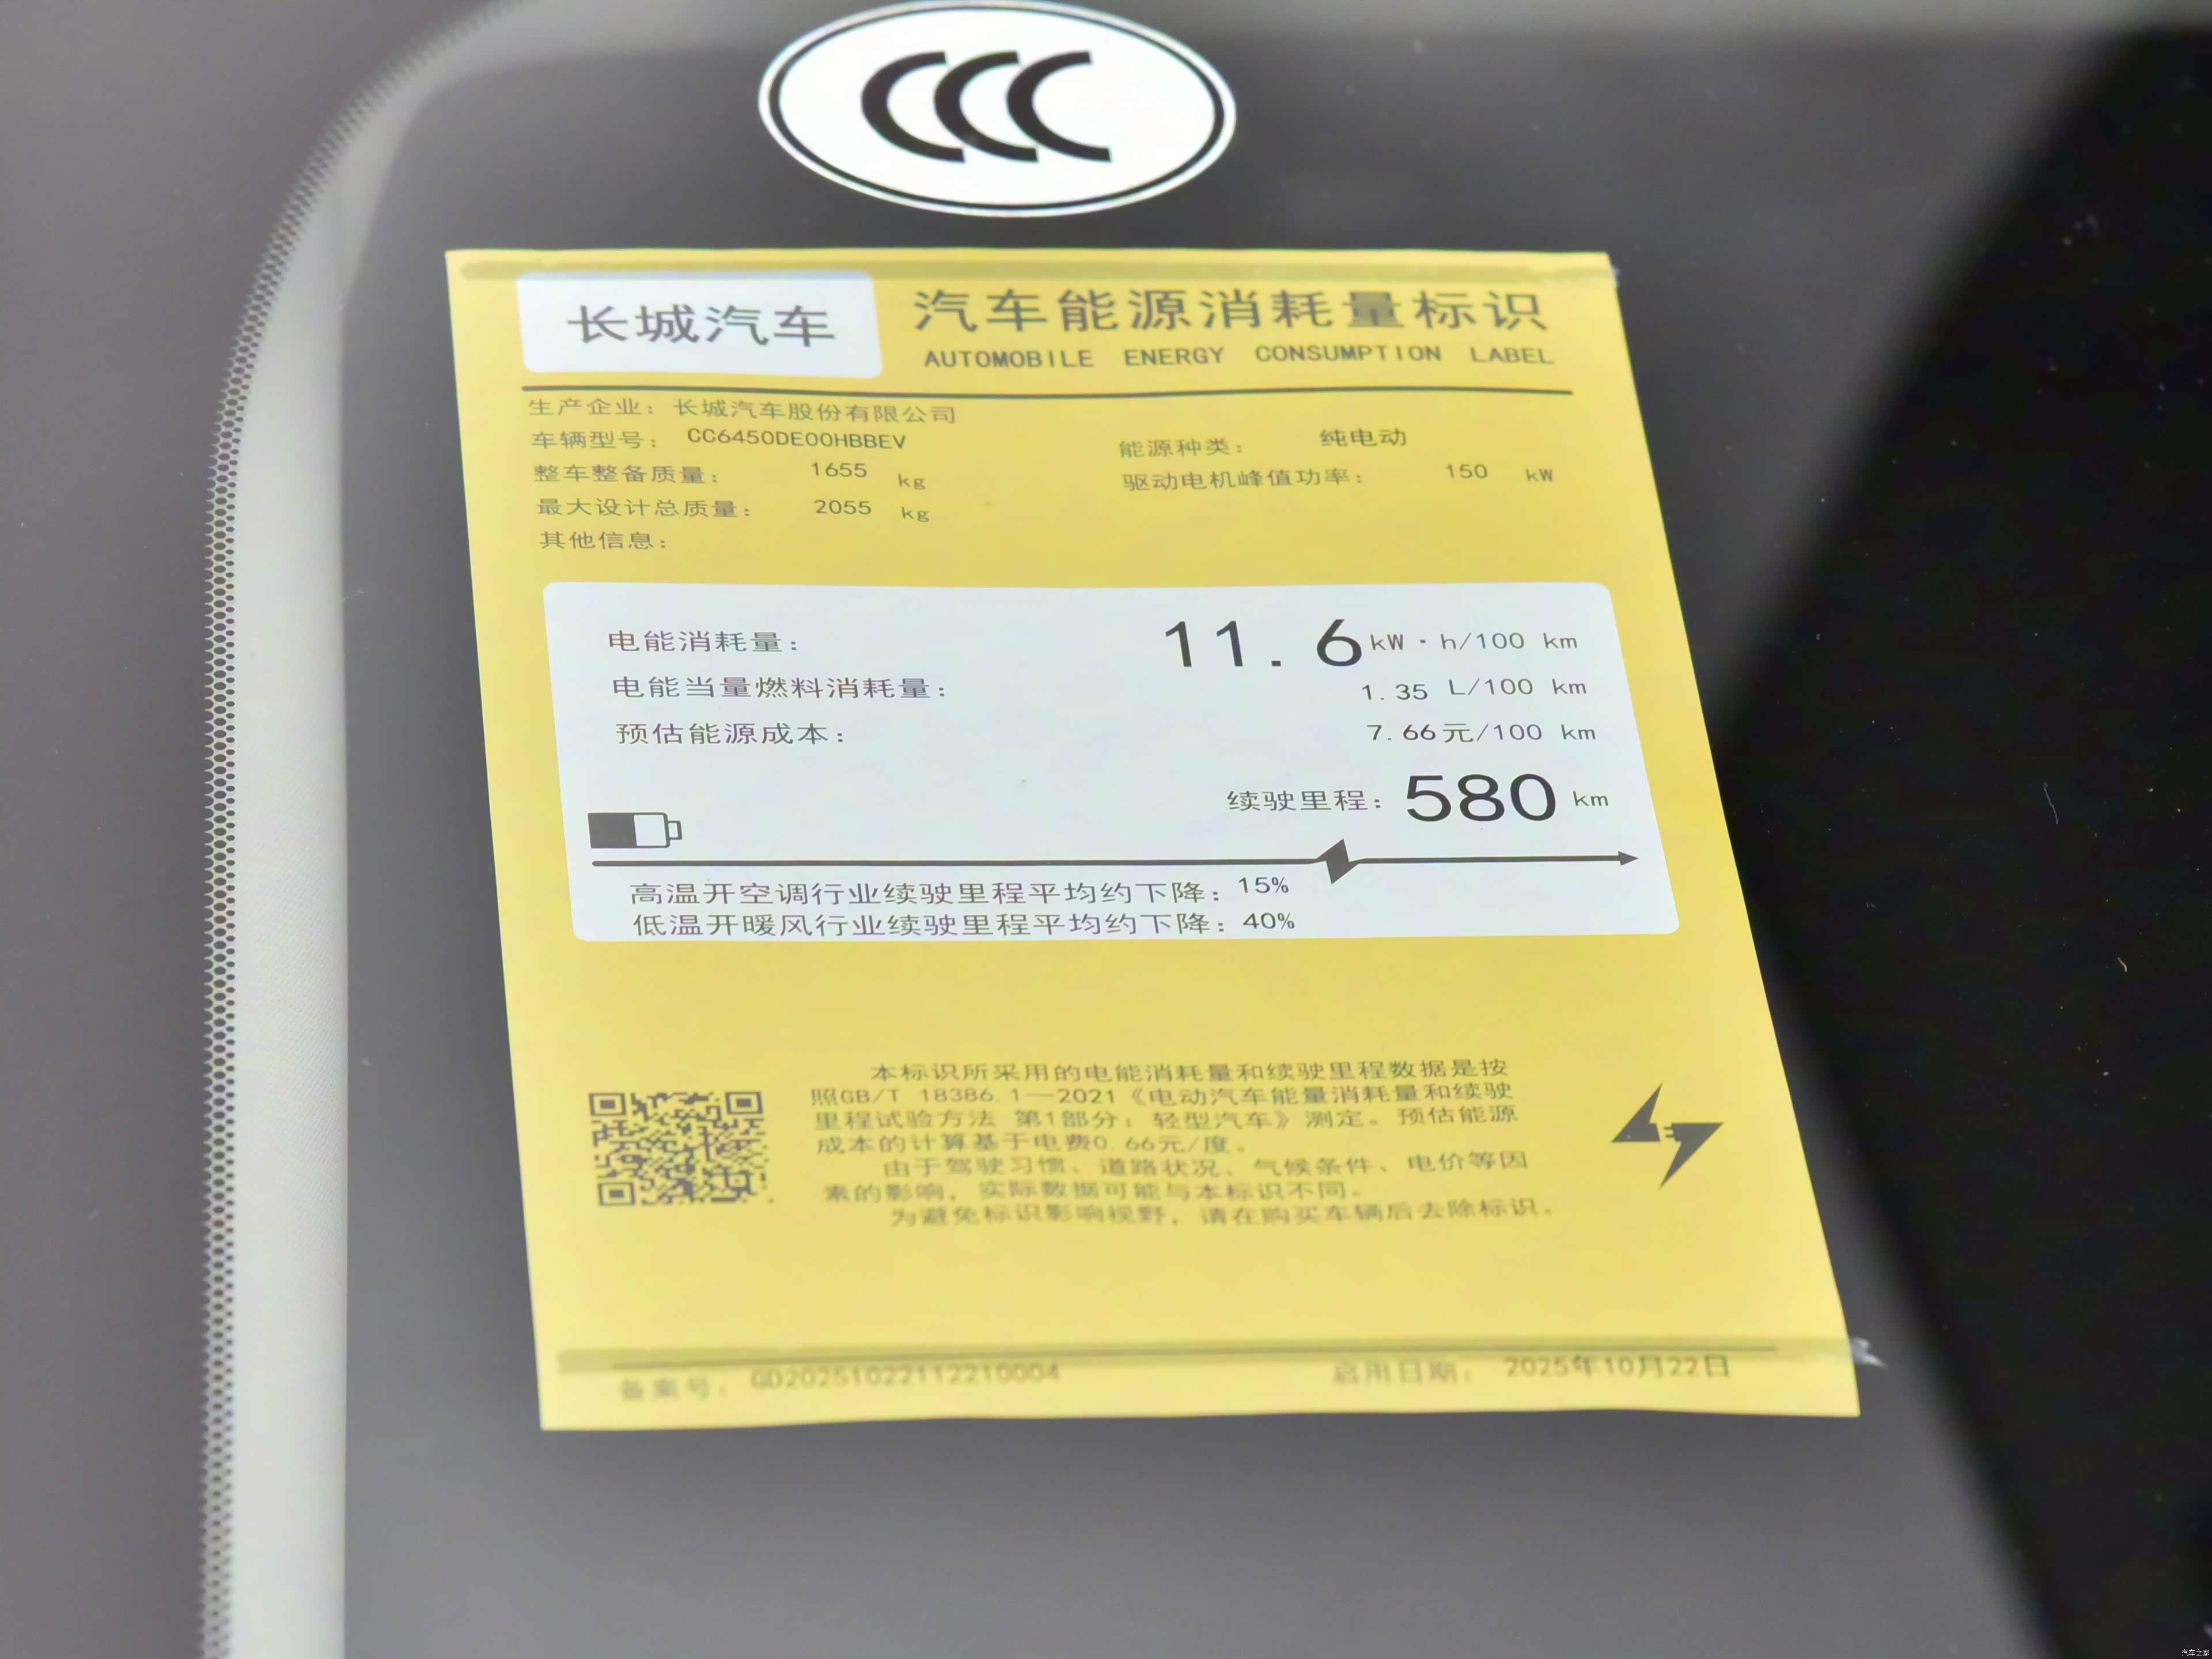 CCC
长城汽车
汽车能源消耗量标识
AUTOMOBILE ENERGY CONSUMPTION LABEL
生产企业：长城汽车股份有限公司
车辆型号：CC6450DE00HBBEV
能源种类：纯电动
整车整备质量：1655 kg
驱动电机峰值功率：150 kW
最大设计总质量：2055 kg
其他信息：
电能消耗量：11.6 kW·h/100 km
电能当量燃料消耗量：1.35 L/100 km
预估能源成本：7.66元/100 km
续驶里程：580 km
高温开空调行业续驶里程平均约下降：15%
低温开暖风行业续驶里程平均约下降：40%
本标识所采用的电能消耗量和续驶里程数据是按
照GB/T 18386.1—2021《电动汽车能量消耗量和续驶
里程试验方法 第1部分：轻型汽车》测定。预估能源
成本的计算基于电费0.66元/度。
由于驾驶习惯、道路状况、气候条件、电价等因
素的影响，实际数据可能与本标识不同。
为避免标识影响视野，请在购买车辆后去除标识。
备案号：GD20251022112210004
启用日期：2025年10月22日
汽车之家